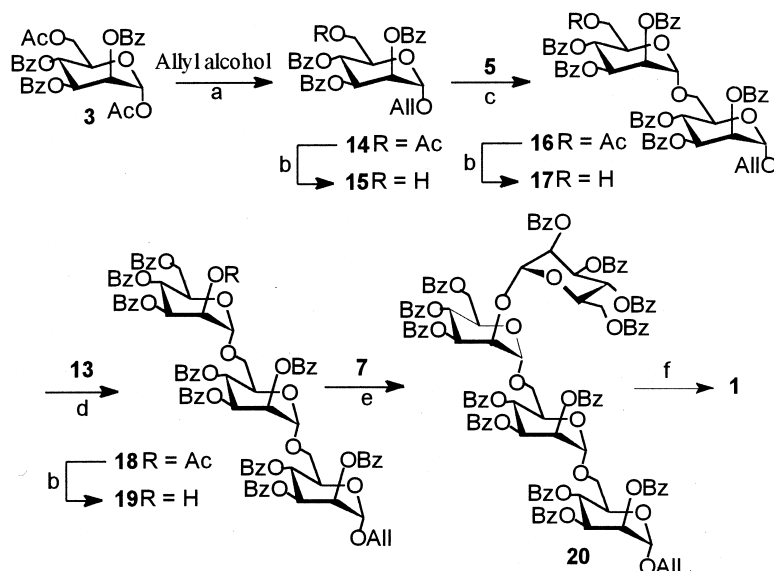 AcO OBz
BzO O
BzO
3 AcO
Allyl alcohol
a
RO OBz
BzO O
BzO
AllO
b 14 R = Ac
15 R = H
5
c
RO OBz
BzO O
BzO
O OBz
BzO O
BzO
AllO
b 16 R = Ac
17 R = H
13
d
BzO OR
BzO O
BzO
O OBz
BzO O
BzO
O OBz
BzO O
BzO
OAll
b 18 R = Ac
19 R = H
7
e
BzO
OBz
O OBz
BzO O OBz
BzO O
BzO
O OBz
BzO O
BzO
O OBz
BzO O
BzO
20 OAll.
f
1